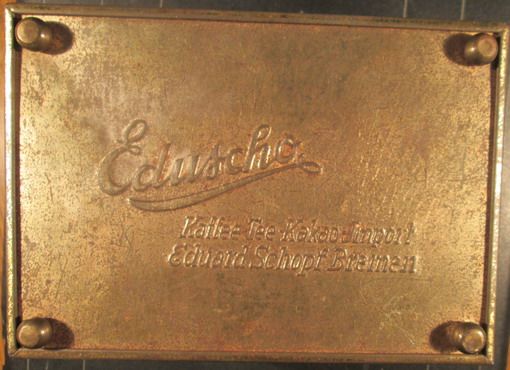 Eduscho
Kaffee-Tee-Kakao-Import
Eduard Schopf Bremen